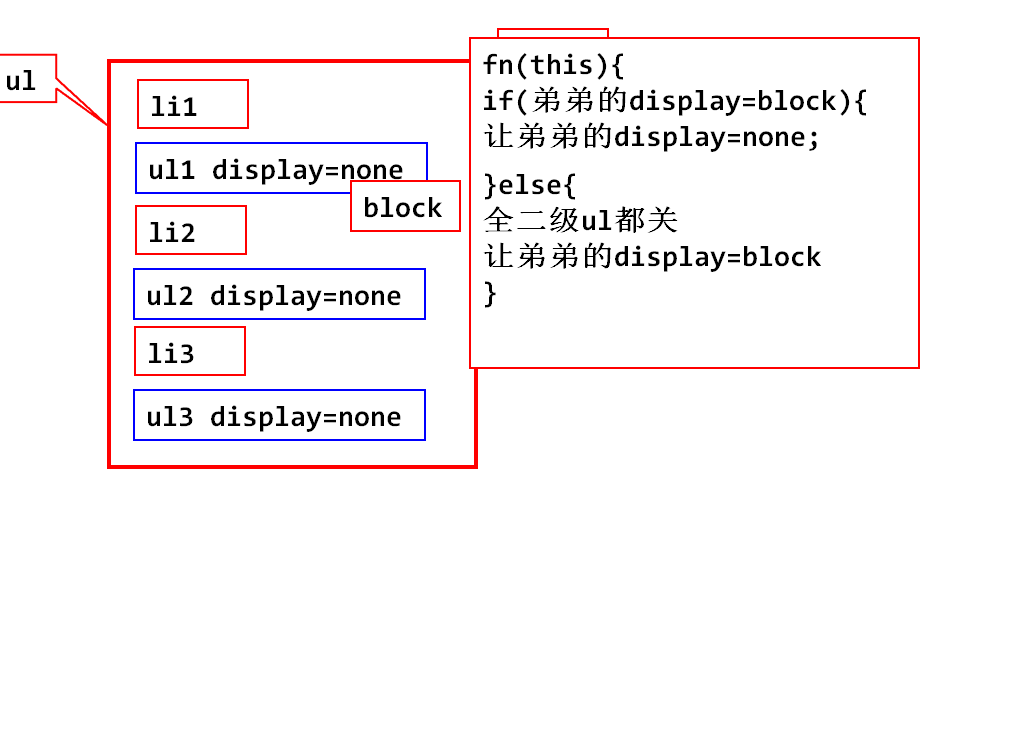 ul
li1
ul1 display=none
block
li2
ul2 display=none
li3
ul3 display=none
fn(this){
if(弟弟的display=block){
让弟弟的display=none;
}else{
全二级ul都关
让弟弟的display=block
}